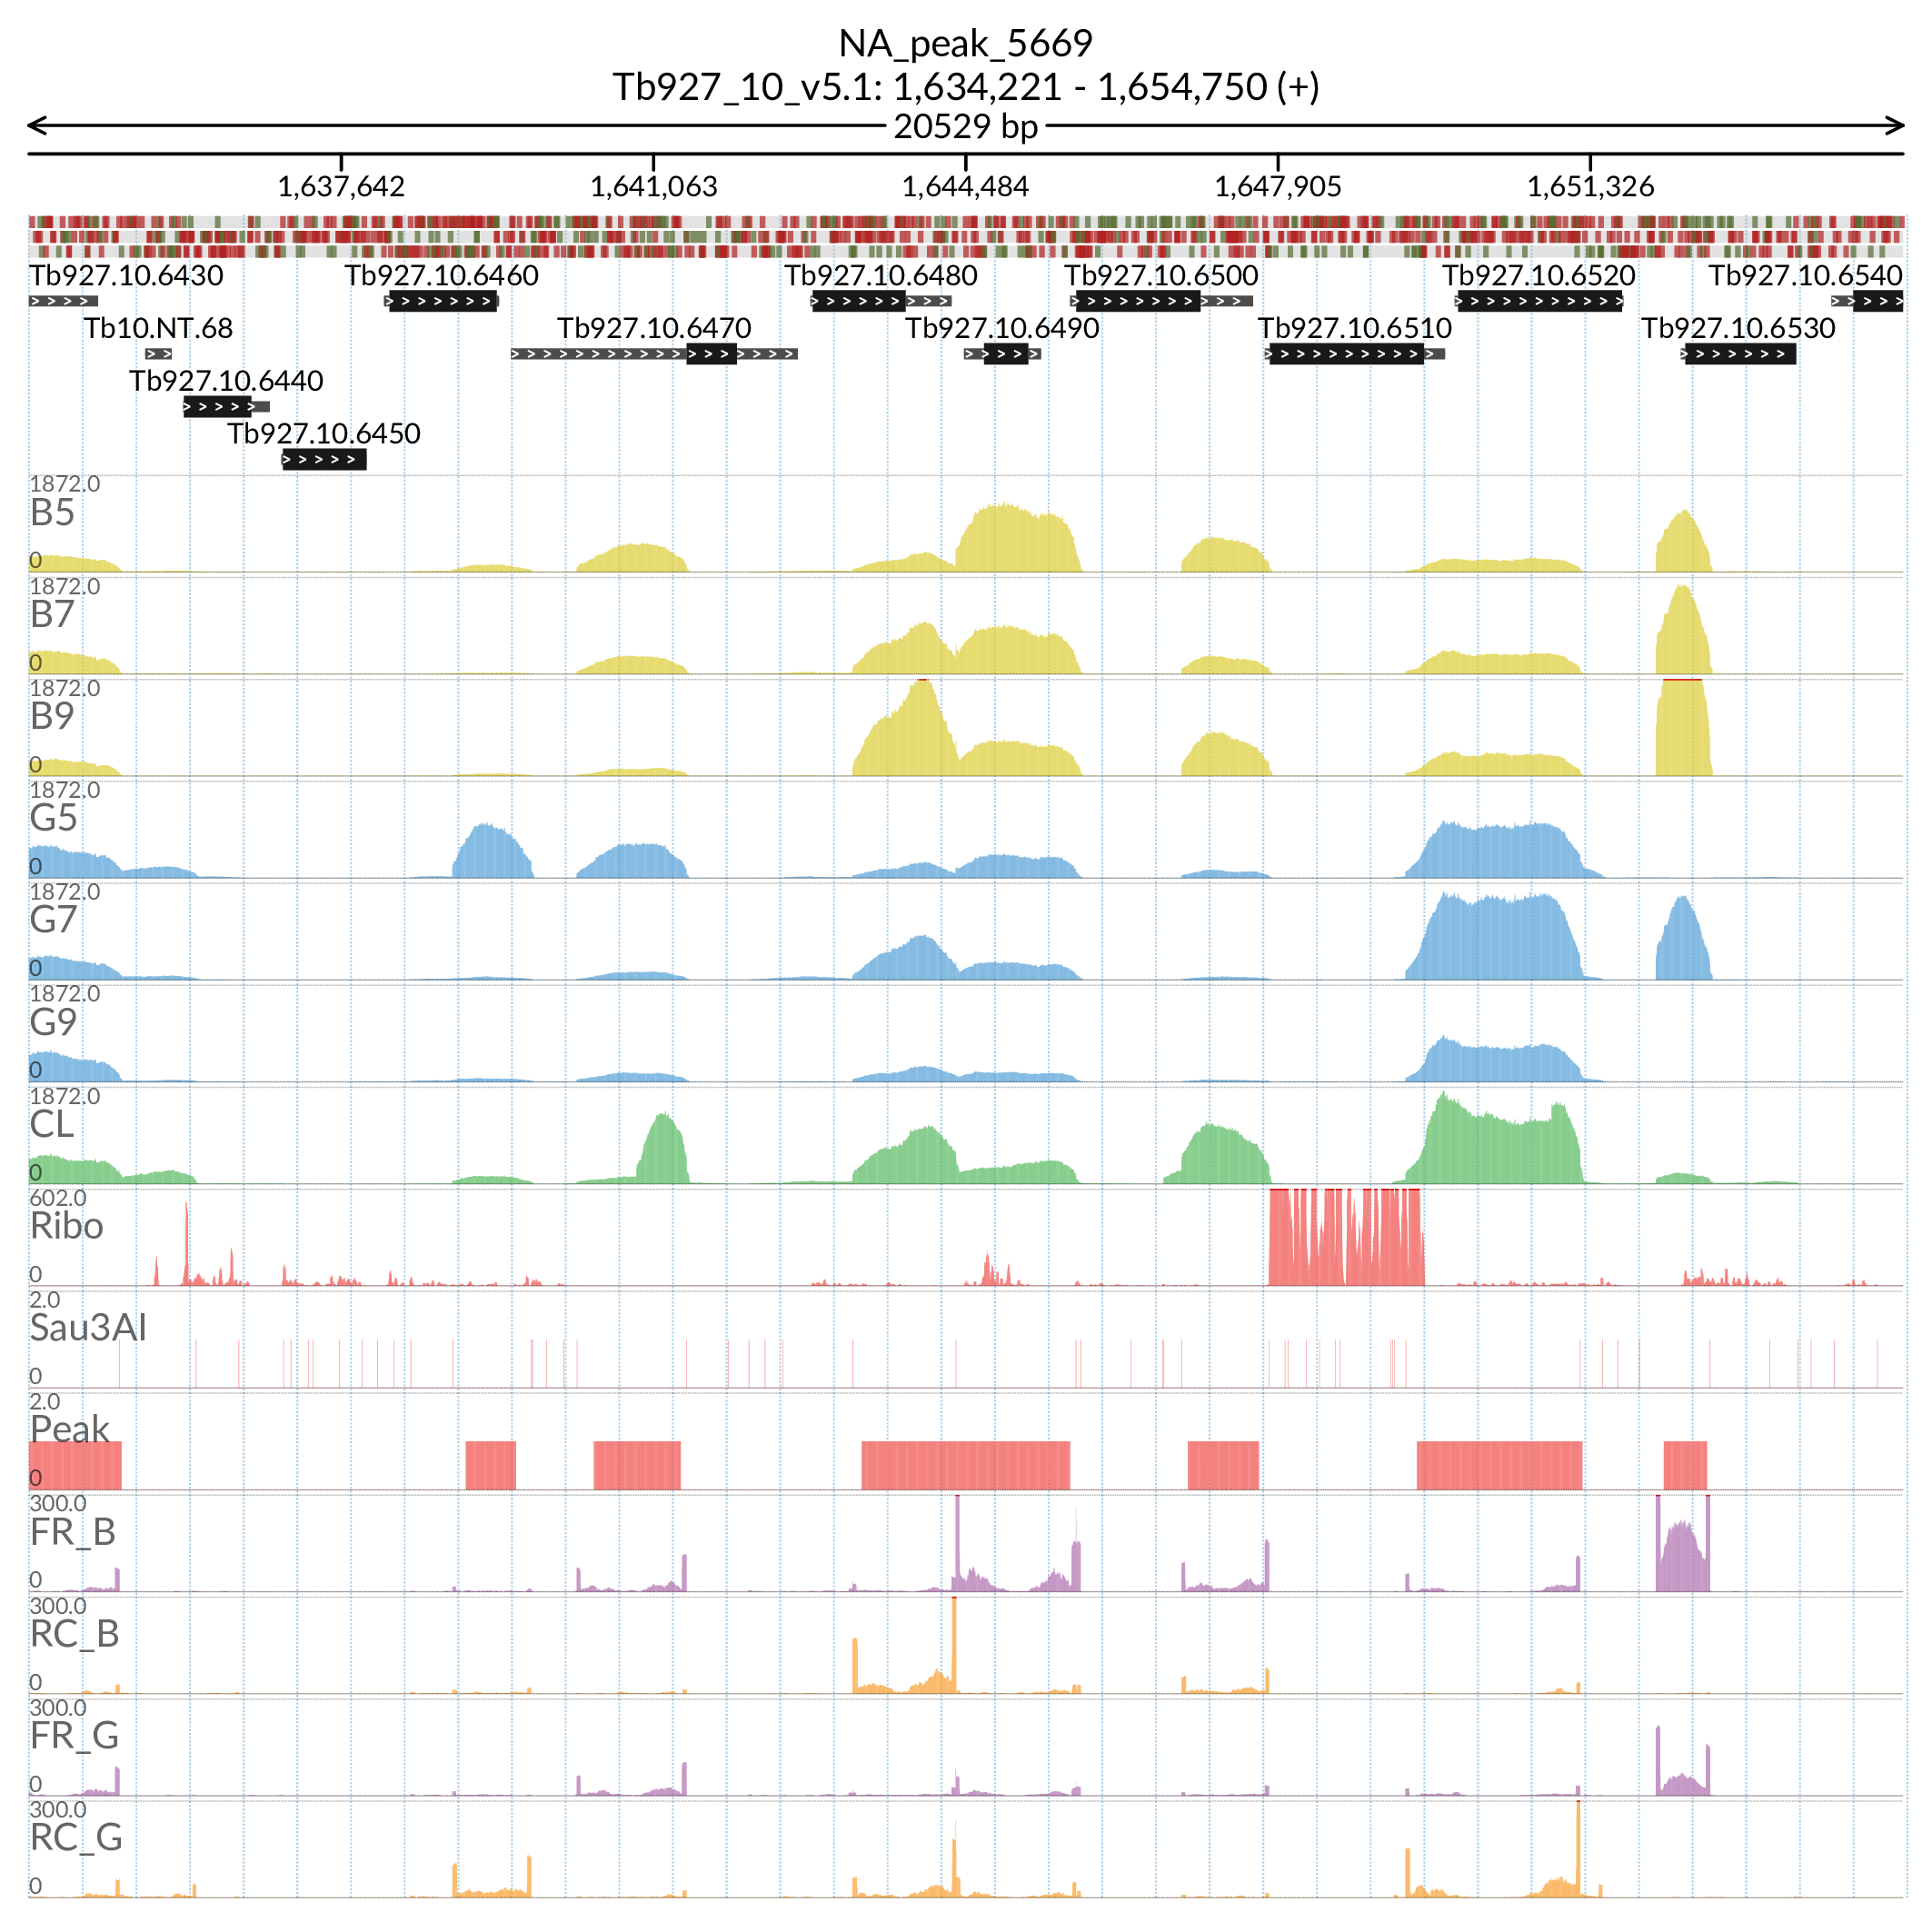 NA_peak_5669
Tb927_10_v5.1: 1,634,221 - 1,654,750 (+)
20529 bp
1,637,642 1,641,063 1,644,484 1,647,905 1,651,326
Tb927.10.6430 Tb927.10.6460 Tb927.10.6480 Tb927.10.6500 Tb927.10.6520 Tb927.10.6540
Tb10.NT.68 Tb927.10.6470 Tb927.10.6490 Tb927.10.6510 Tb927.10.6530
Tb927.10.6440
Tb927.10.6450
1872.0
B5
0
1872.0
B7
0
1872.0
B9
0
1872.0
G5
0
1872.0
G7
0
1872.0
G9
0
1872.0
CL
0
602.0
Ribo
0
2.0
Sau3AI
0
2.0
Peak
0
300.0
FR_B
0
300.0
RC_B
0
300.0
FR_G
0
300.0
RC_G
0